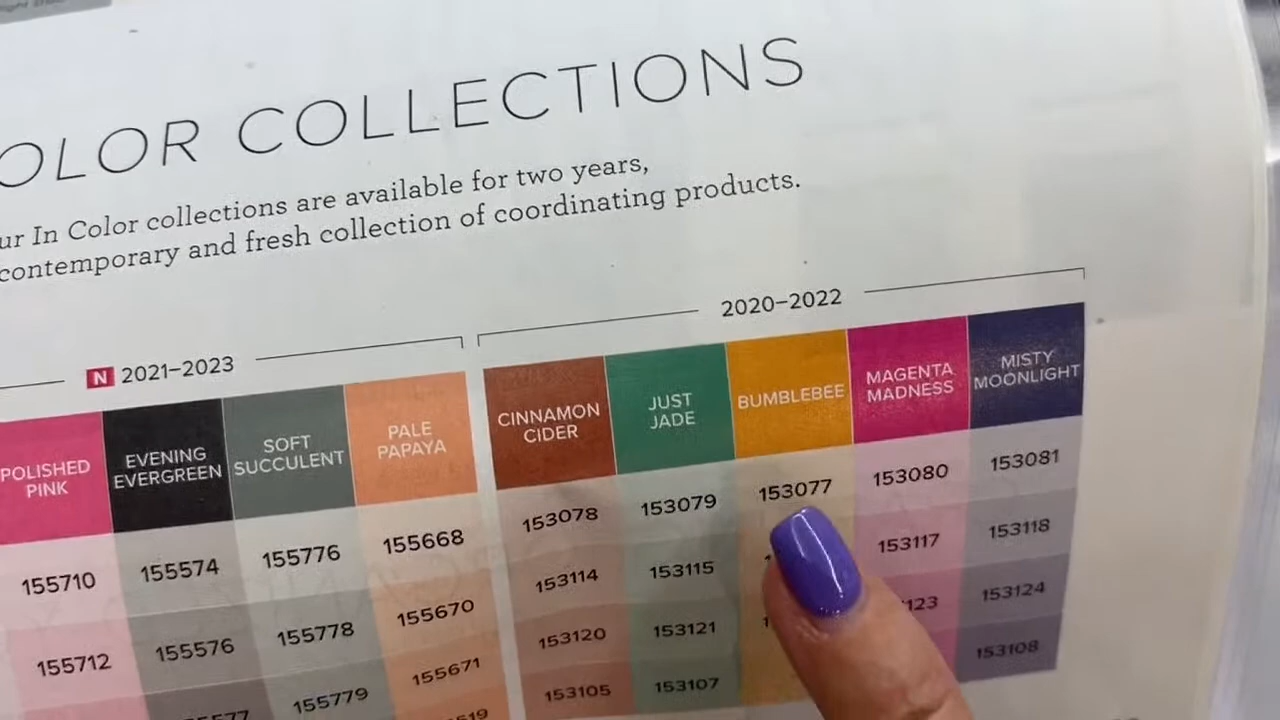 OLOR COLLECTIONS
ur In Color collections are available for two years,
contemporary and fresh collection of coordinating products.
N 2021–2023
2020–2022
POLISHED PINK
EVENING EVERGREEN
SOFT SUCCULENT
PALE PAPAYA
CINNAMON CIDER
JUST JADE
BUMBLEBEE
MAGENTA MADNESS
MISTY MOONLIGHT
155710 155574 155776 155668 153078 153079 153077 153080 153081
155712 155576 155778 155670 153114 153115 153117 153118
155779 155671 153120 153121 123 153124
153105 153107 153108